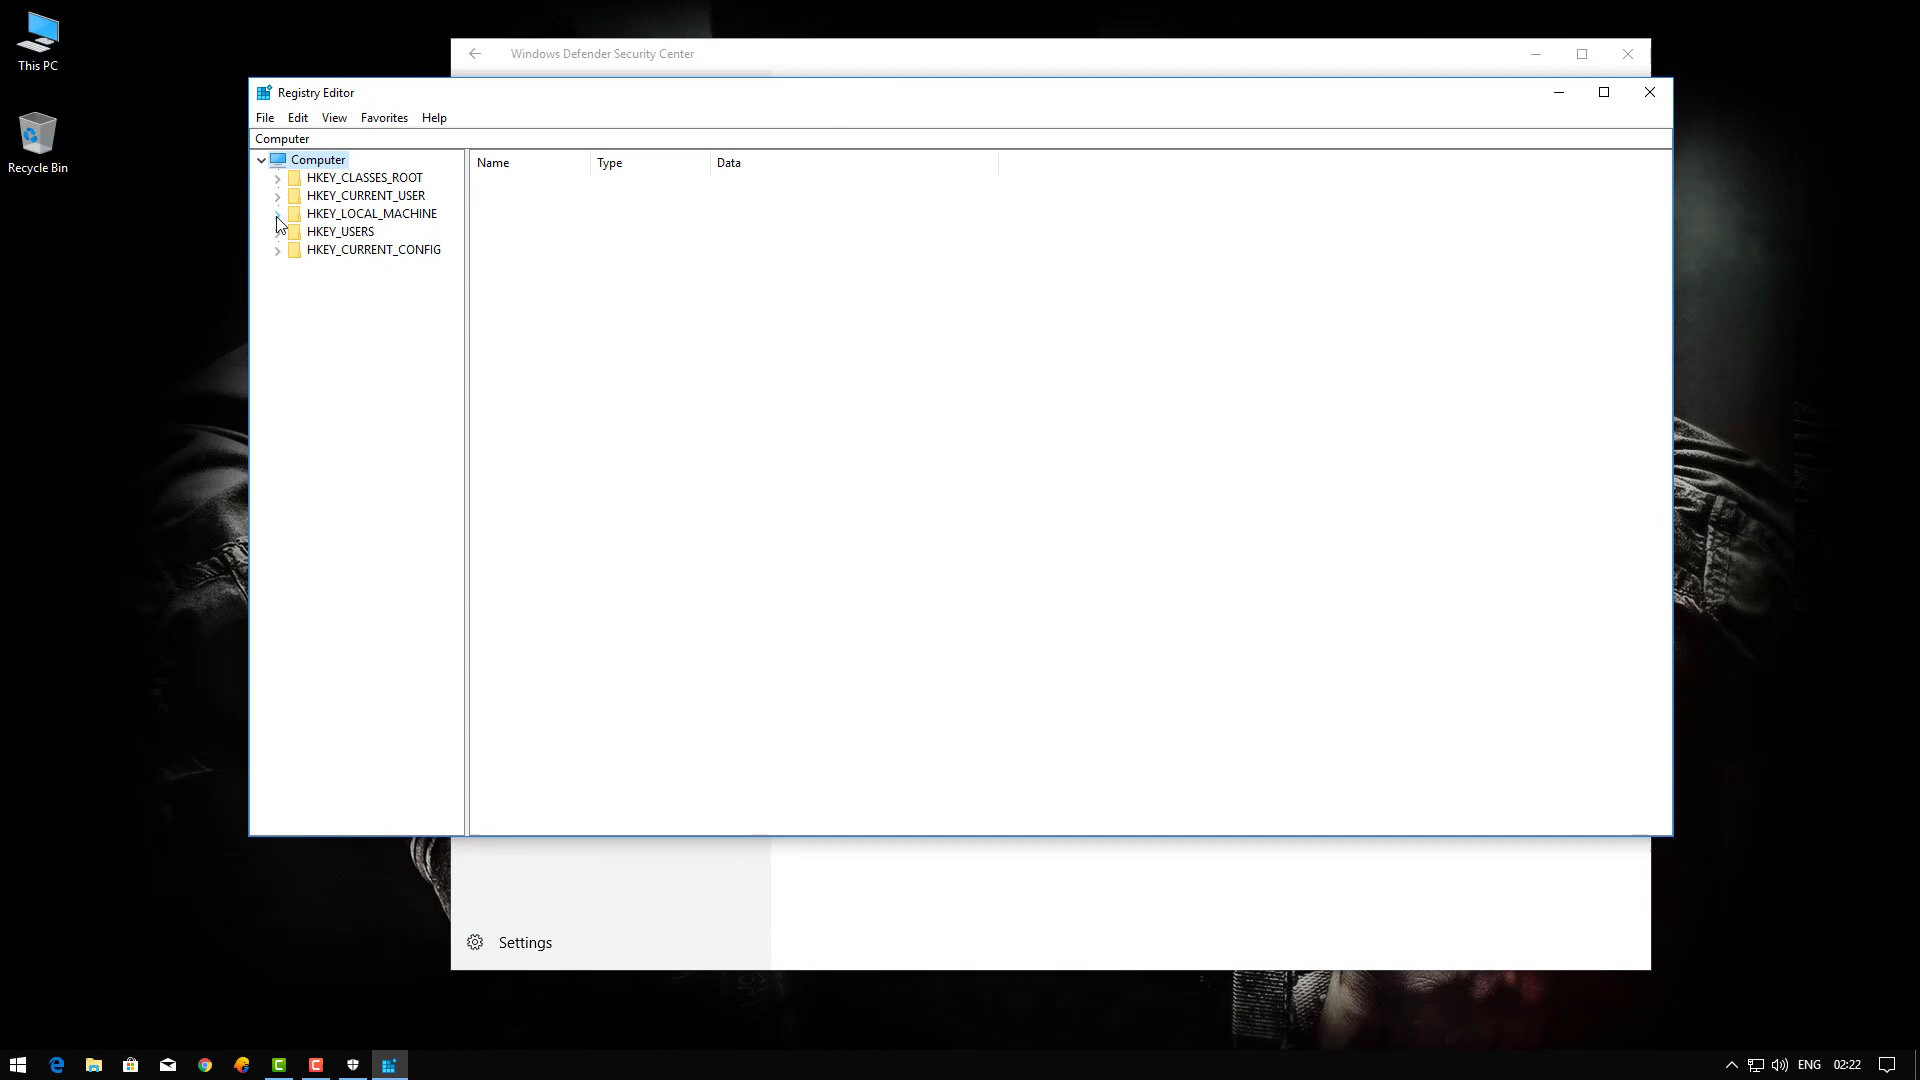 This PC
Recycle Bin
Windows Defender Security Center
Registry Editor
File Edit View Favorites Help
Computer
Computer
HKEY_CLASSES_ROOT
HKEY_CURRENT_USER
HKEY_LOCAL_MACHINE
HKEY_USERS
HKEY_CURRENT_CONFIG
Name Type Data
Settings
ENG 02:22